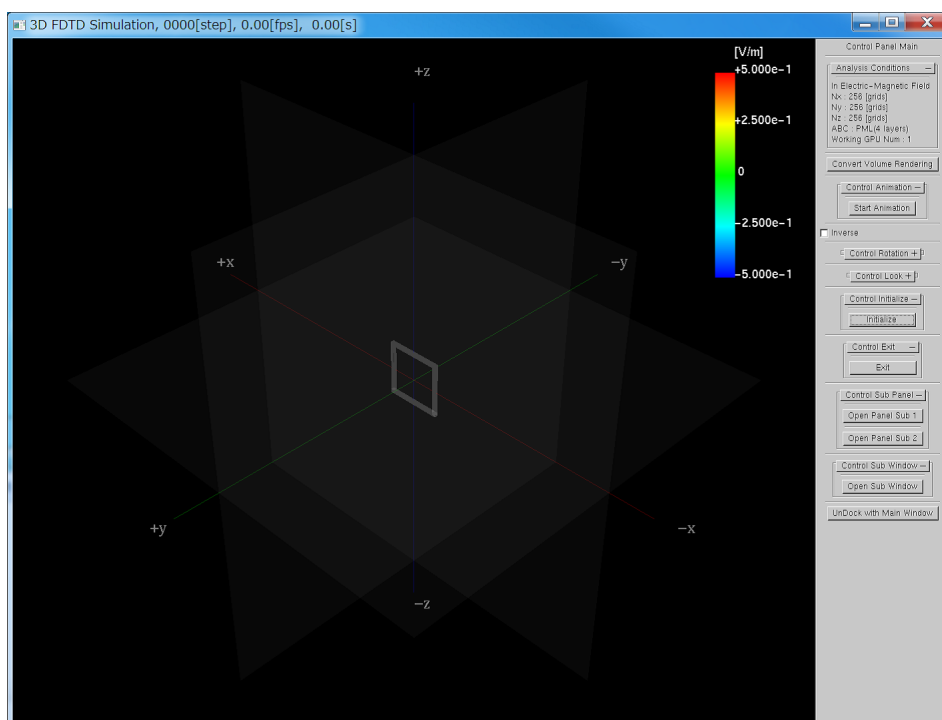 3D FDTD Simulation, 0000[step], 0.00[fps], 0.00[s]
+z
+x
−y
+y
−x
−z
[V/m]
+5.000e-1
+2.500e-1
0
-2.500e-1
-5.000e-1
Control Panel Main
Analysis Conditions −
In Electric-Magnetic Field
Nx : 256 [grids]
Ny : 256 [grids]
Nz : 256 [grids]
ABC : PML(4 layers)
Working GPU Num : 1
Convert Volume Rendering
Control Animation −
Start Animation
Inverse
Control Rotation +
Control Look +
Control Initialize −
Initialize
Control Exit −
Exit
Control Sub Panel −
Open Panel Sub 1
Open Panel Sub 2
Control Sub Window −
Open Sub Window
UnDock with Main Window